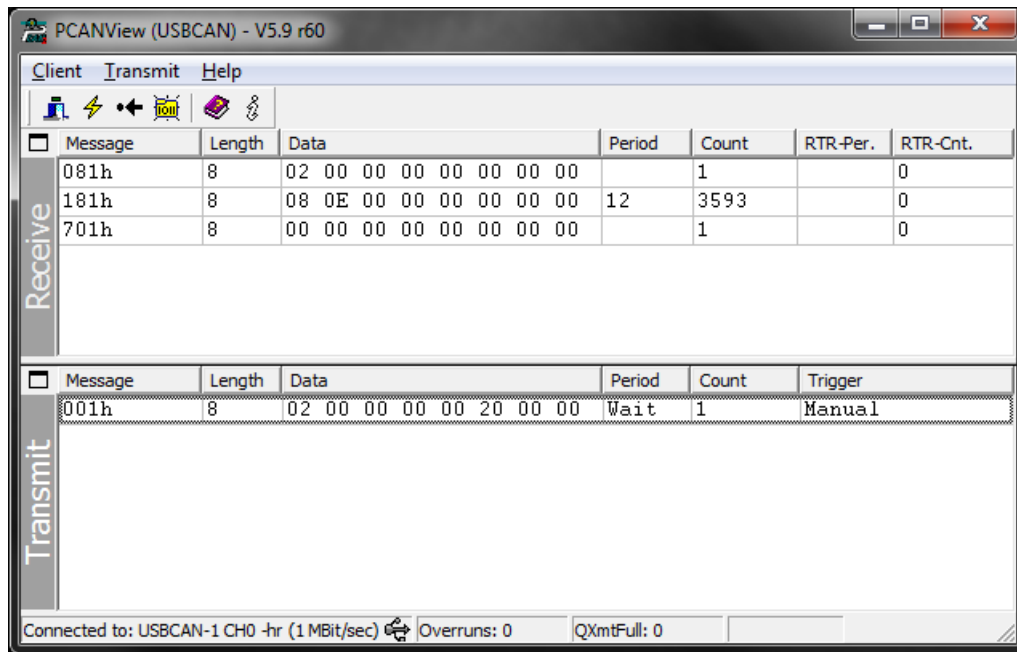 PCANView (USBCAN) - V5.9 r60
Client Transmit Help
Message Length Data Period Count RTR-Per. RTR-Cnt.
081h 8 02 00 00 00 00 00 00 00 1 0
181h 8 08 0E 00 00 00 00 00 00 12 3593 0
701h 8 00 00 00 00 00 00 00 00 1 0
Receive
Message Length Data Period Count Trigger
001h 8 02 00 00 00 00 20 00 00 Wait 1 Manual
Transmit
Connected to: USBCAN-1 CH0 -hr (1 MBit/sec) Overruns: 0 QXmtFull: 0